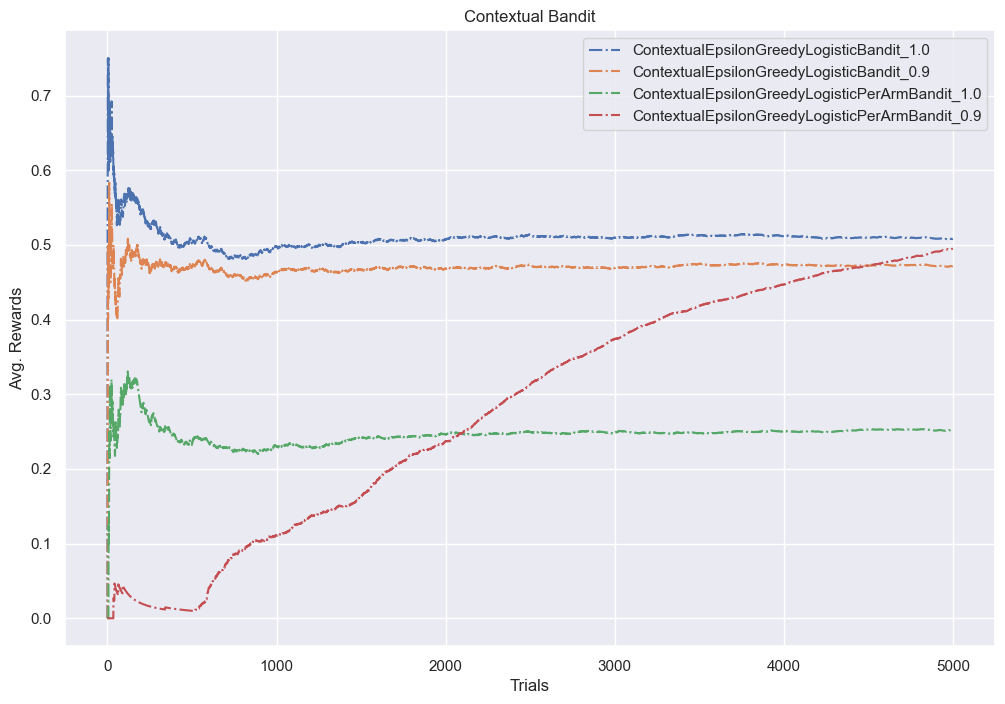 Contextual Bandit
ContextualEpsilonGreedyLogisticBandit_1.0
ContextualEpsilonGreedyLogisticBandit_0.9
ContextualEpsilonGreedyLogisticPerArmBandit_1.0
ContextualEpsilonGreedyLogisticPerArmBandit_0.9
Avg. Rewards
0.7
0.6
0.5
0.4
0.3
0.2
0.1
0.0
0 1000 2000 3000 4000 5000
Trials